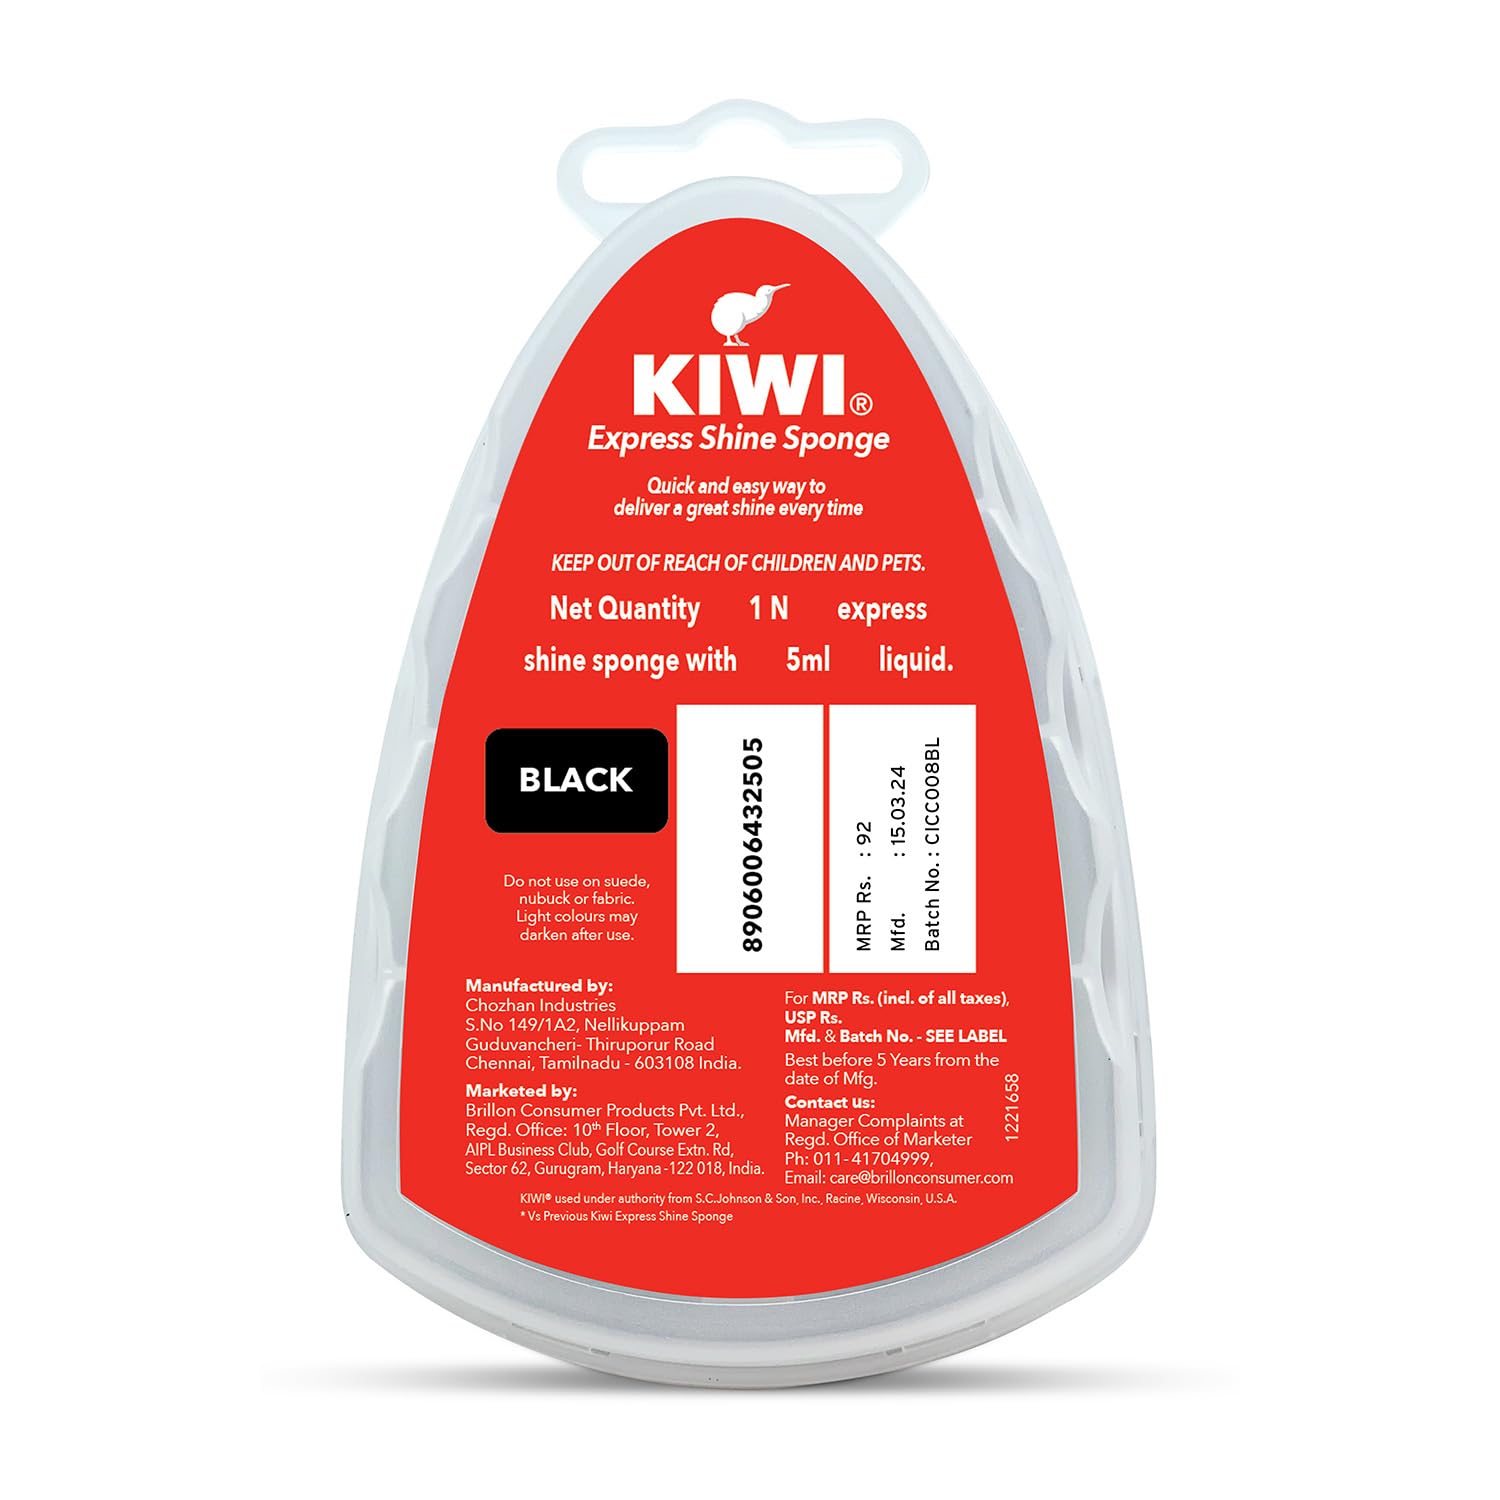 KIWI®
Express Shine Sponge
Quick and easy way to
deliver a great shine every time
KEEP OUT OF REACH OF CHILDREN AND PETS.
Net Quantity 1 N express
shine sponge with 5ml liquid.
BLACK
8906006432505
MRP Rs. : 92
Mfd. : 15.03.24
Batch No. : CICC008BL
Do not use on suede,
nubuck or fabric.
Light colours may
darken after use.
Manufactured by:
Chozhan Industries
S.No 149/1A2, Nellikuppam
Guduvancheri- Thiruporur Road
Chennai, Tamilnadu - 603108 India.
Marketed by:
Brillon Consumer Products Pvt. Ltd.,
Regd. Office: 10th Floor, Tower 2,
AIPL Business Club, Golf Course Extn. Rd,
Sector 62, Gurugram, Haryana-122 018, India.
For MRP Rs. (incl. of all taxes),
USP Rs.
Mfd. & Batch No. - SEE LABEL
Best before 5 Years from the
date of Mfg.
Contact us:
Manager Complaints at
Regd. Office of Marketer
Ph: 011-41704999,
Email: care@brillonconsumer.com
1221658
KIWI® used under authority from S.C.Johnson & Son, Inc., Racine, Wisconsin, U.S.A.
* Vs Previous Kiwi Express Shine Sponge